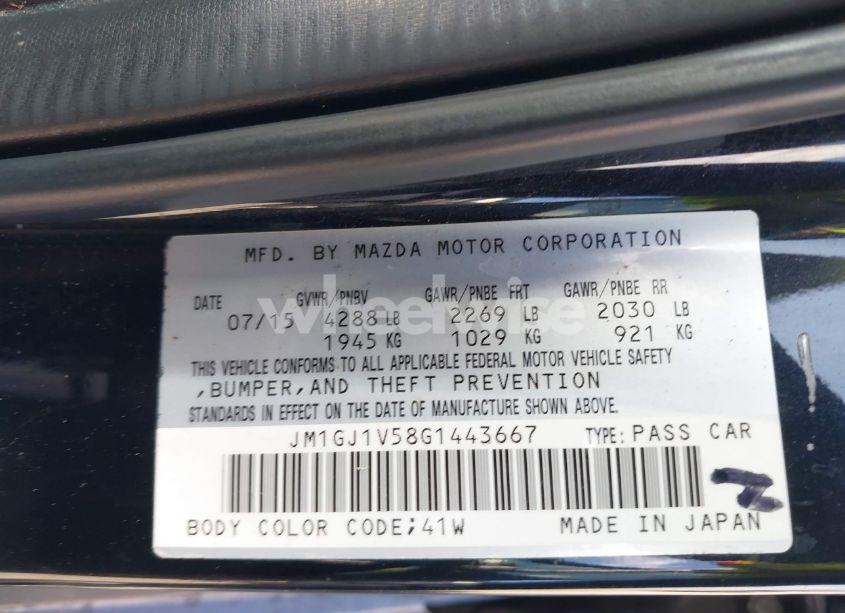 MFD. BY MAZDA MOTOR CORPORATION
DATE GVWR/PNBV GAWR/PNBE FRT GAWR/PNBE RR
07/15 4288 LB 2269 LB 2030 LB
1945 KG 1029 KG 921 KG
THIS VEHICLE CONFORMS TO ALL APPLICABLE FEDERAL MOTOR VEHICLE SAFETY
,BUMPER,AND THEFT PREVENTION
STANDARDS IN EFFECT ON THE DATE OF MANUFACTURE SHOWN ABOVE.
JM1GJ1V58G1443667 TYPE: PASS CAR
BODY COLOR CODE;41W MADE IN JAPAN